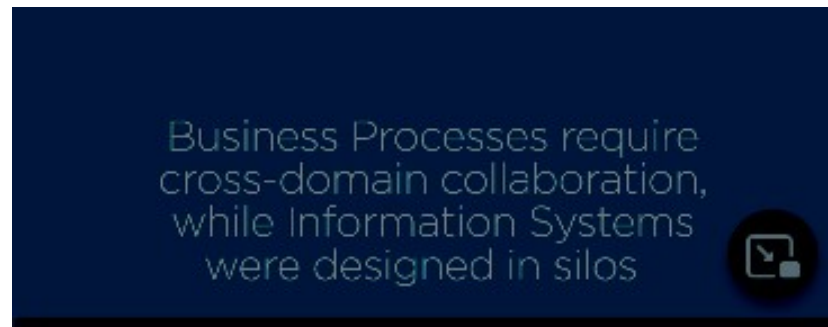 Business Processes require
cross-domain collaboration,
while Information Systems
were designed in silos